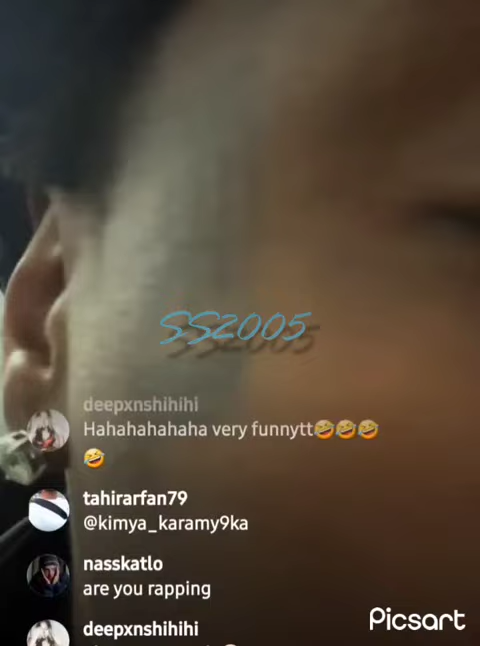 SS2005
deepxnshihihi
Hahahahahaha very funnytt🤣🤣🤣
🤣
tahirarfan79
@kimya_karamy9ka
nasskatlo
are you rapping
deepxnshihihi
Picsart